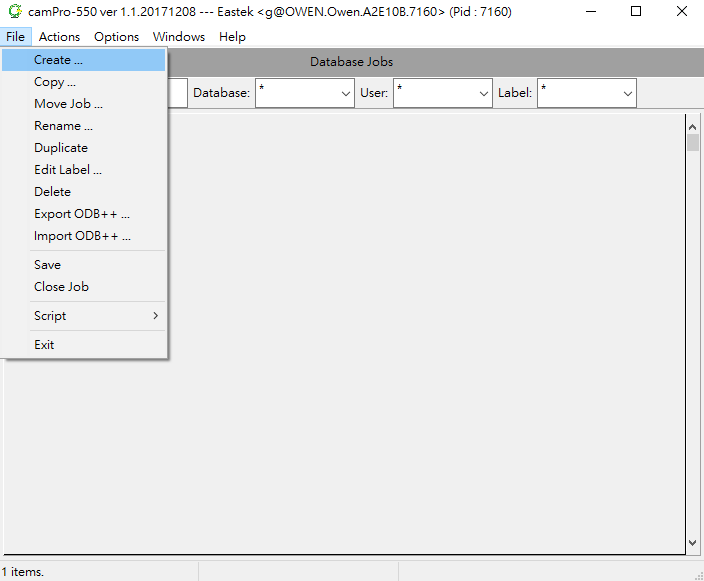 camPro-550 ver 1.1.20171208 --- Eastek <g@OWEN.Owen.A2E10B.7160> (Pid : 7160)
File Actions Options Windows Help
Database Jobs
Database: * User: * Label: *
Create ...
Copy ...
Move Job ...
Rename ...
Duplicate
Edit Label ...
Delete
Export ODB++ ...
Import ODB++ ...
Save
Close Job
Script
Exit
1 items.